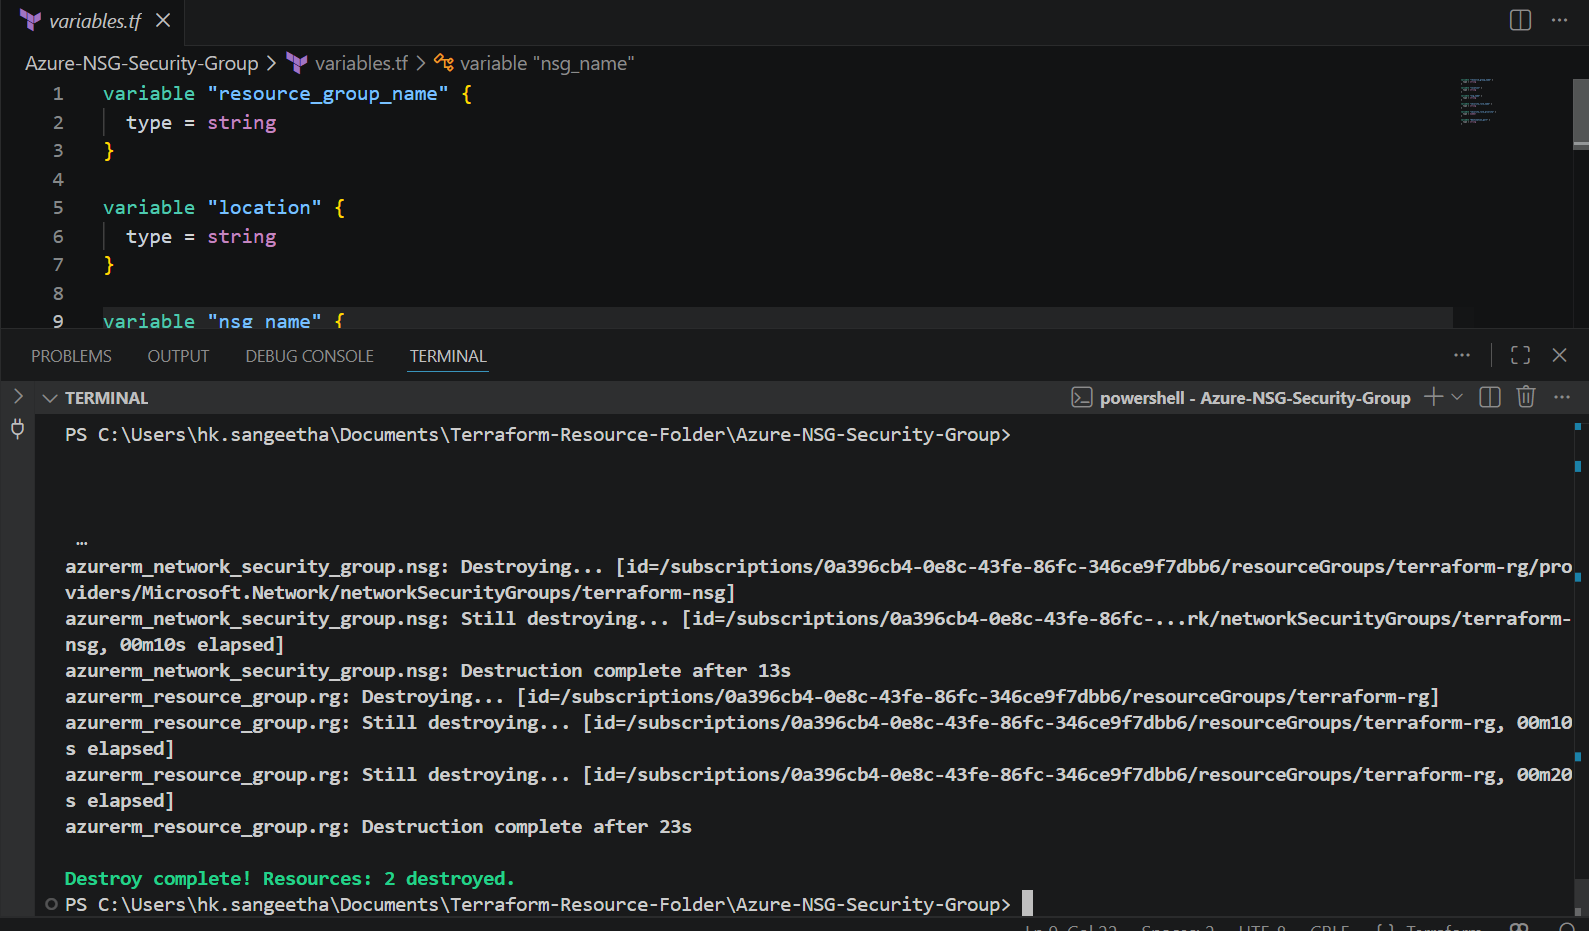 variables.tf
Azure-NSG-Security-Group > variables.tf > variable "nsg_name"
1 variable "resource_group_name" {
2 type = string
3 }
4
5 variable "location" {
6 type = string
7 }
8
9 variable "nsg_name" {
PROBLEMS OUTPUT DEBUG CONSOLE TERMINAL
TERMINAL powershell - Azure-NSG-Security-Group
PS C:\Users\hk.sangeetha\Documents\Terraform-Resource-Folder\Azure-NSG-Security-Group>
…
azurerm_network_security_group.nsg: Destroying... [id=/subscriptions/0a396cb4-0e8c-43fe-86fc-346ce9f7dbb6/resourceGroups/terraform-rg/pro
viders/Microsoft.Network/networkSecurityGroups/terraform-nsg]
azurerm_network_security_group.nsg: Still destroying... [id=/subscriptions/0a396cb4-0e8c-43fe-86fc-...rk/networkSecurityGroups/terraform-
nsg, 00m10s elapsed]
azurerm_network_security_group.nsg: Destruction complete after 13s
azurerm_resource_group.rg: Destroying... [id=/subscriptions/0a396cb4-0e8c-43fe-86fc-346ce9f7dbb6/resourceGroups/terraform-rg]
azurerm_resource_group.rg: Still destroying... [id=/subscriptions/0a396cb4-0e8c-43fe-86fc-346ce9f7dbb6/resourceGroups/terraform-rg, 00m10
s elapsed]
azurerm_resource_group.rg: Still destroying... [id=/subscriptions/0a396cb4-0e8c-43fe-86fc-346ce9f7dbb6/resourceGroups/terraform-rg, 00m20
s elapsed]
azurerm_resource_group.rg: Destruction complete after 23s
Destroy complete! Resources: 2 destroyed.
PS C:\Users\hk.sangeetha\Documents\Terraform-Resource-Folder\Azure-NSG-Security-Group>